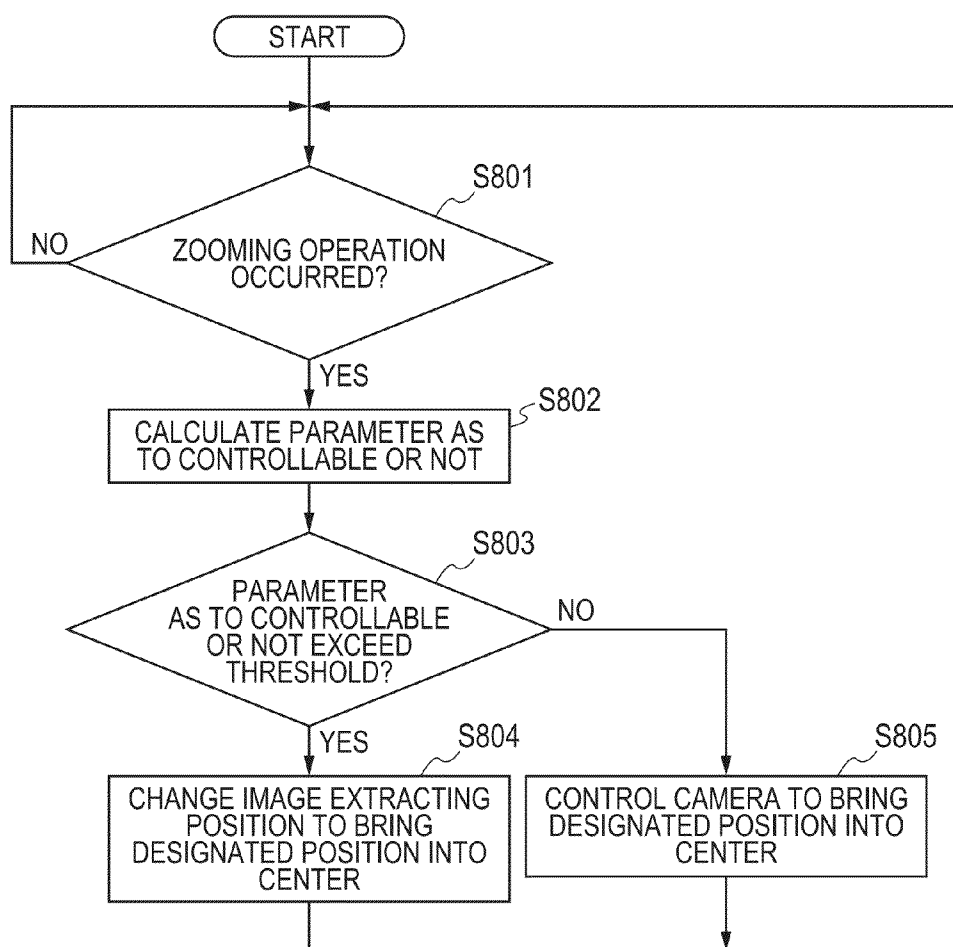 START
S801
ZOOMING OPERATION
OCCURRED?
NO
YES
S802
CALCULATE PARAMETER AS
TO CONTROLLABLE OR NOT
S803
PARAMETER
AS TO CONTROLLABLE
OR NOT EXCEED
THRESHOLD?
NO
YES
S804
CHANGE IMAGE EXTRACTING
POSITION TO BRING
DESIGNATED POSITION INTO
CENTER
S805
CONTROL CAMERA TO BRING
DESIGNATED POSITION INTO
CENTER